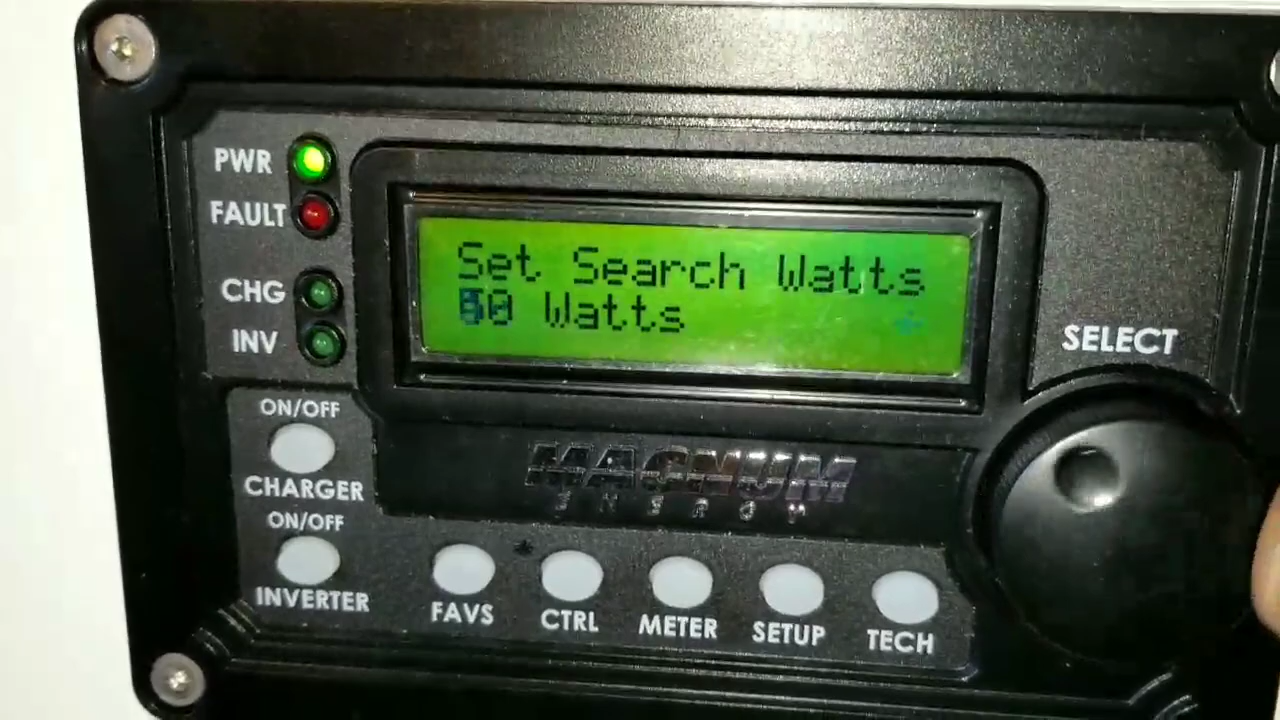 PWR
FAULT
CHG
INV
Set Search Watts
Watts
SELECT
ON/OFF
CHARGER
ON/OFF
INVERTER
MAGNUM
ENERGY
FAVS
CTRL
METER
SETUP
TECH